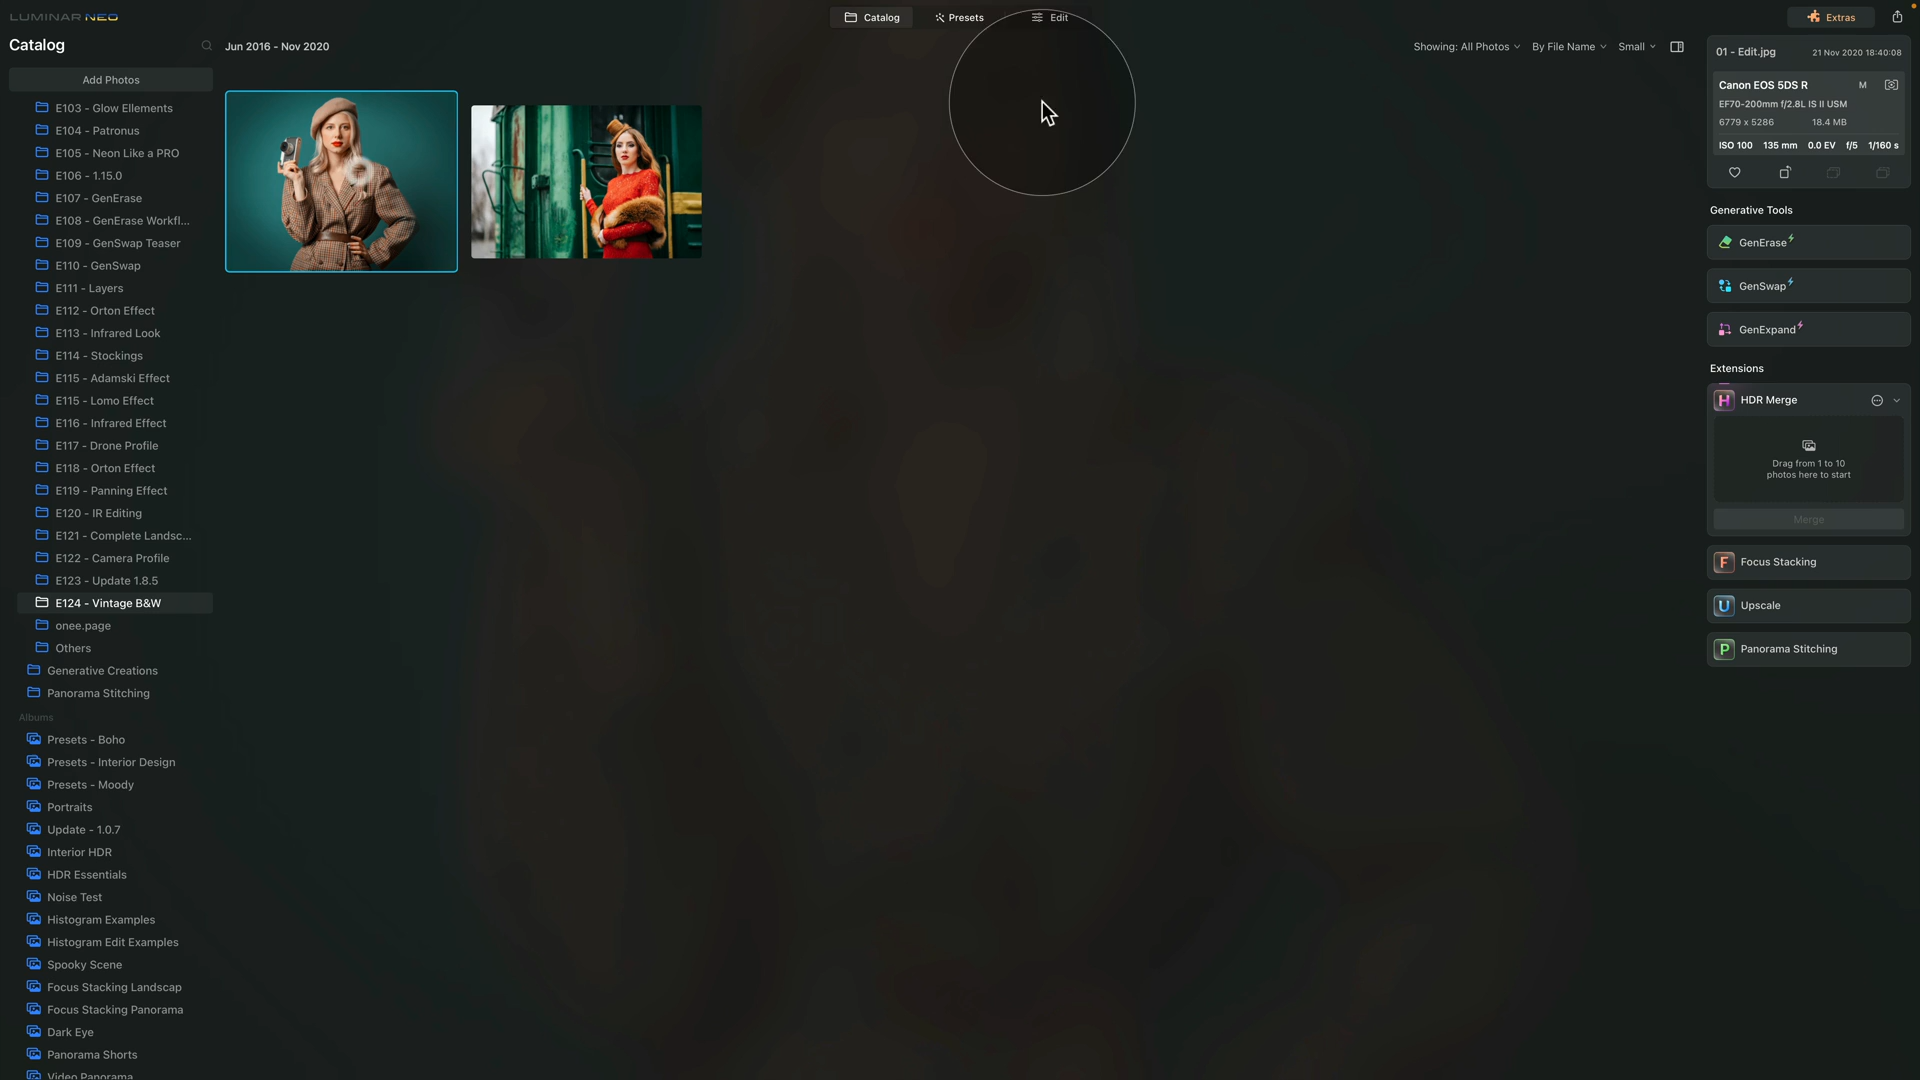 LUMINAR NEO
Catalog
Presets
Edit
Extras
Catalog
Jun 2016 - Nov 2020
Showing: All Photos
By File Name
Small
Add Photos
E103 - Glow Ellements
E104 - Patronus
E105 - Neon Like a PRO
E106 - 1.15.0
E107 - GenErase
E108 - GenErase Workfl...
E109 - GenSwap Teaser
E110 - GenSwap
E111 - Layers
E112 - Orton Effect
E113 - Infrared Look
E114 - Stockings
E115 - Adamski Effect
E115 - Lomo Effect
E116 - Infrared Effect
E117 - Drone Profile
E118 - Orton Effect
E119 - Panning Effect
E120 - IR Editing
E121 - Complete Landsc...
E122 - Camera Profile
E123 - Update 1.8.5
E124 - Vintage B&W
onee.page
Others
Generative Creations
Panorama Stitching
Albums
Presets - Boho
Presets - Interior Design
Presets - Moody
Portraits
Update - 1.0.7
Interior HDR
HDR Essentials
Noise Test
Histogram Examples
Histogram Edit Examples
Spooky Scene
Focus Stacking Landscap
Focus Stacking Panorama
Dark Eye
Panorama Shorts
Video Panorama
01 - Edit.jpg
21 Nov 2020 18:40:08
Canon EOS 5DS R
M
EF70-200mm f/2.8L IS II USM
6779 x 5286
18.4 MB
ISO 100
135 mm
0.0 EV
f/5
1/160 s
Generative Tools
GenErase
GenSwap
GenExpand
Extensions
H
HDR Merge
Drag from 1 to 10
photos here to start
Merge
F
Focus Stacking
U
Upscale
P
Panorama Stitching